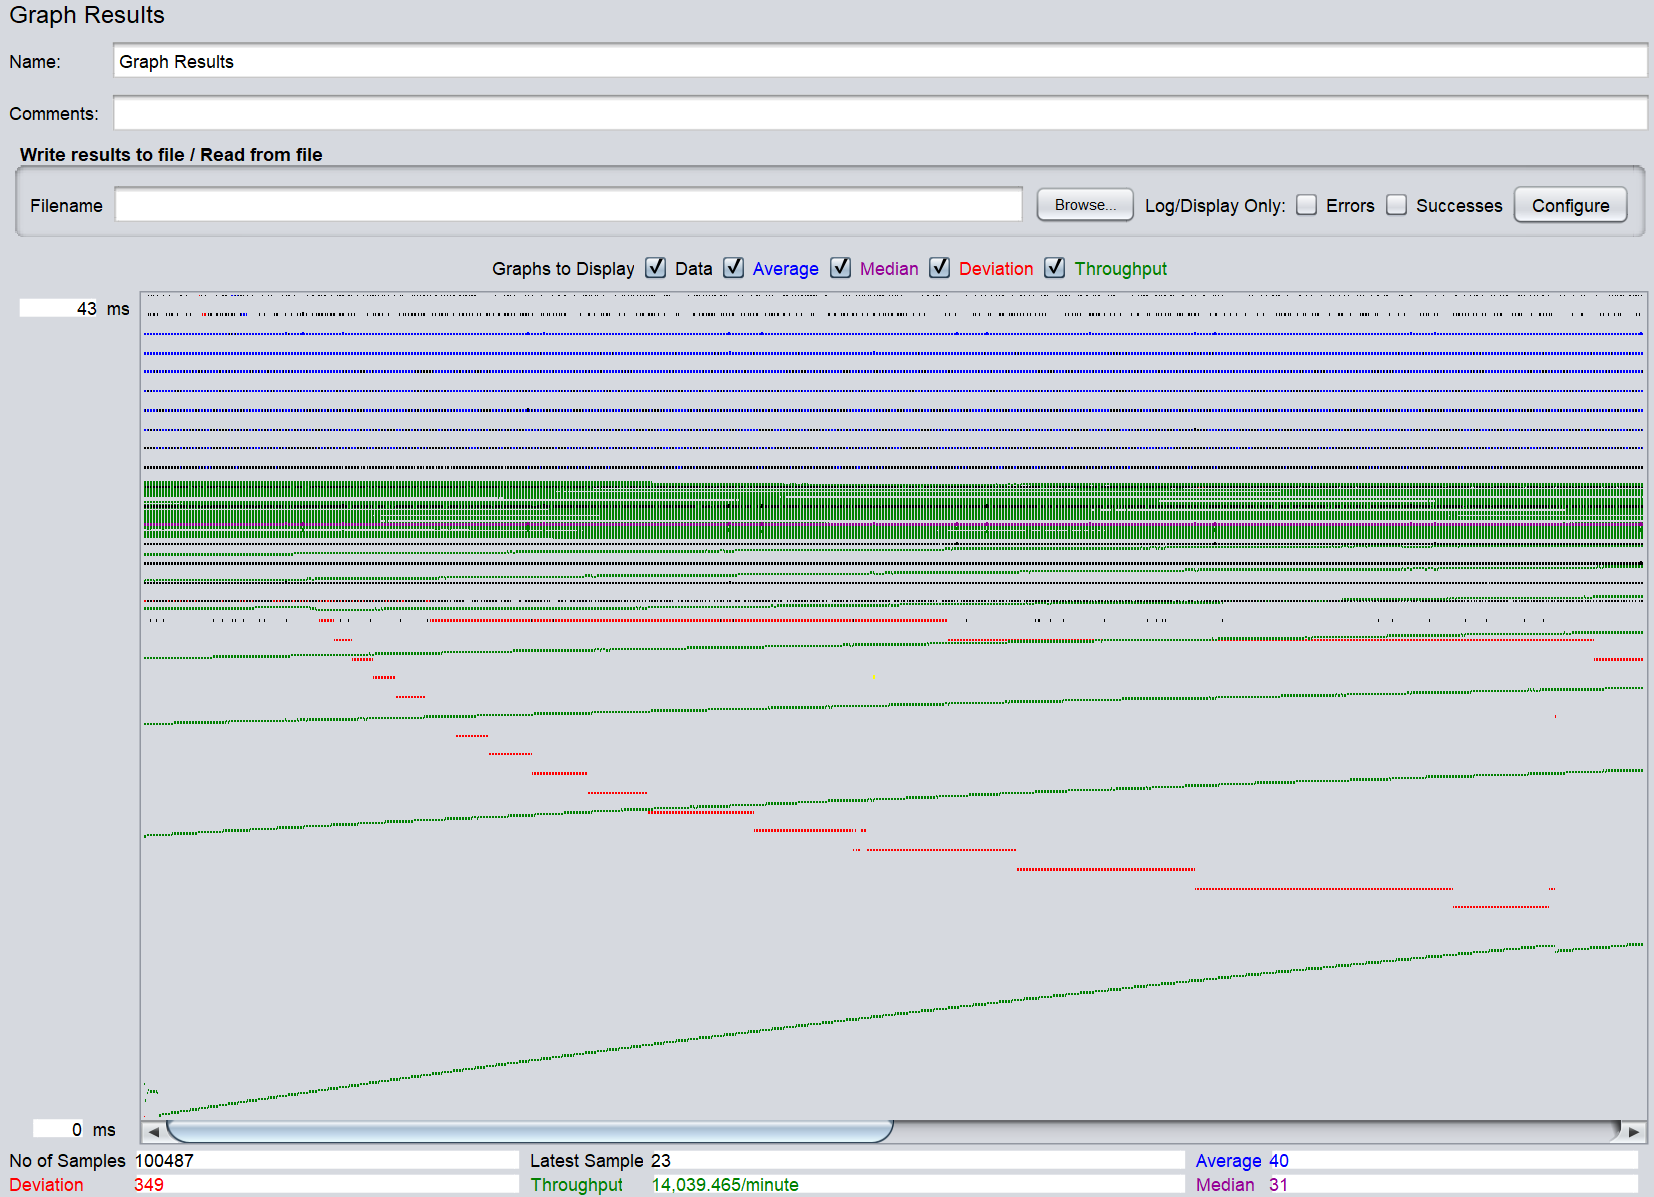 Graph Results
Name: Graph Results
Comments:
Write results to file / Read from file
Filename Browse... Log/Display Only: Errors Successes Configure
Graphs to Display Data Average Median Deviation Throughput
43 ms
0 ms
No of Samples 100487 Latest Sample 23 Average 40
Deviation 349 Throughput 14,039.465/minute Median 31